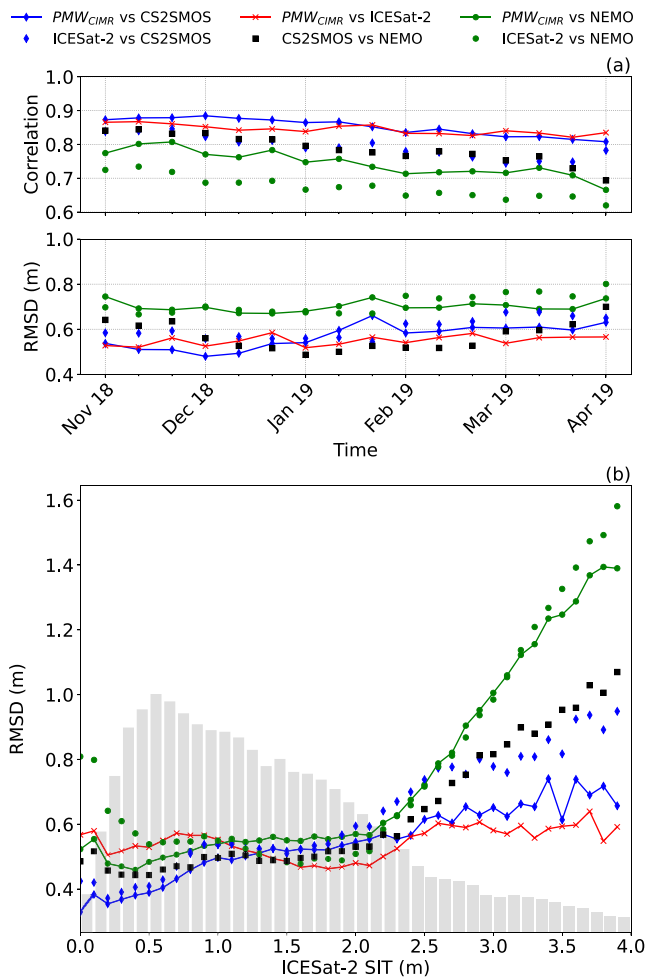 PMW_CIMR vs CS2SMOS PMW_CIMR vs ICESat-2 PMW_CIMR vs NEMO
ICESat-2 vs CS2SMOS CS2SMOS vs NEMO ICESat-2 vs NEMO
(a)
1.0
0.9
0.8
0.7
0.6
Correlation
1.0
0.8
0.6
0.4
RMSD (m)
Nov 18 Dec 18 Jan 19 Feb 19 Mar 19 Apr 19
Time
(b)
1.6
1.4
1.2
1.0
0.8
0.6
0.4
RMSD (m)
0.0 0.5 1.0 1.5 2.0 2.5 3.0 3.5 4.0
ICESat-2 SIT (m)